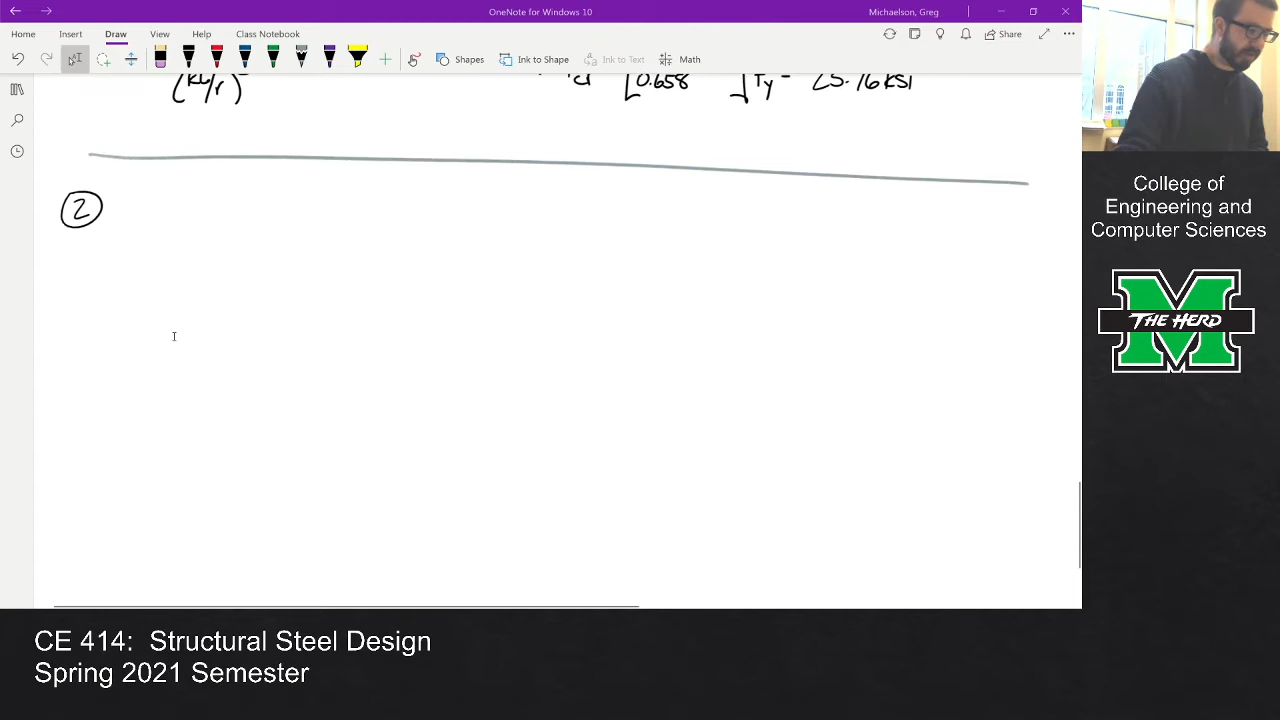 OneNote for Windows 10
Michaelson, Greg
Home Insert Draw View Help Class Notebook
Share
Shapes Ink to Shape Ink to Text Math
(KL/r) 0.658 Fy = 25.76 ksi
2
College of
Engineering and
Computer Sciences
THE HERD
CE 414: Structural Steel Design
Spring 2021 Semester